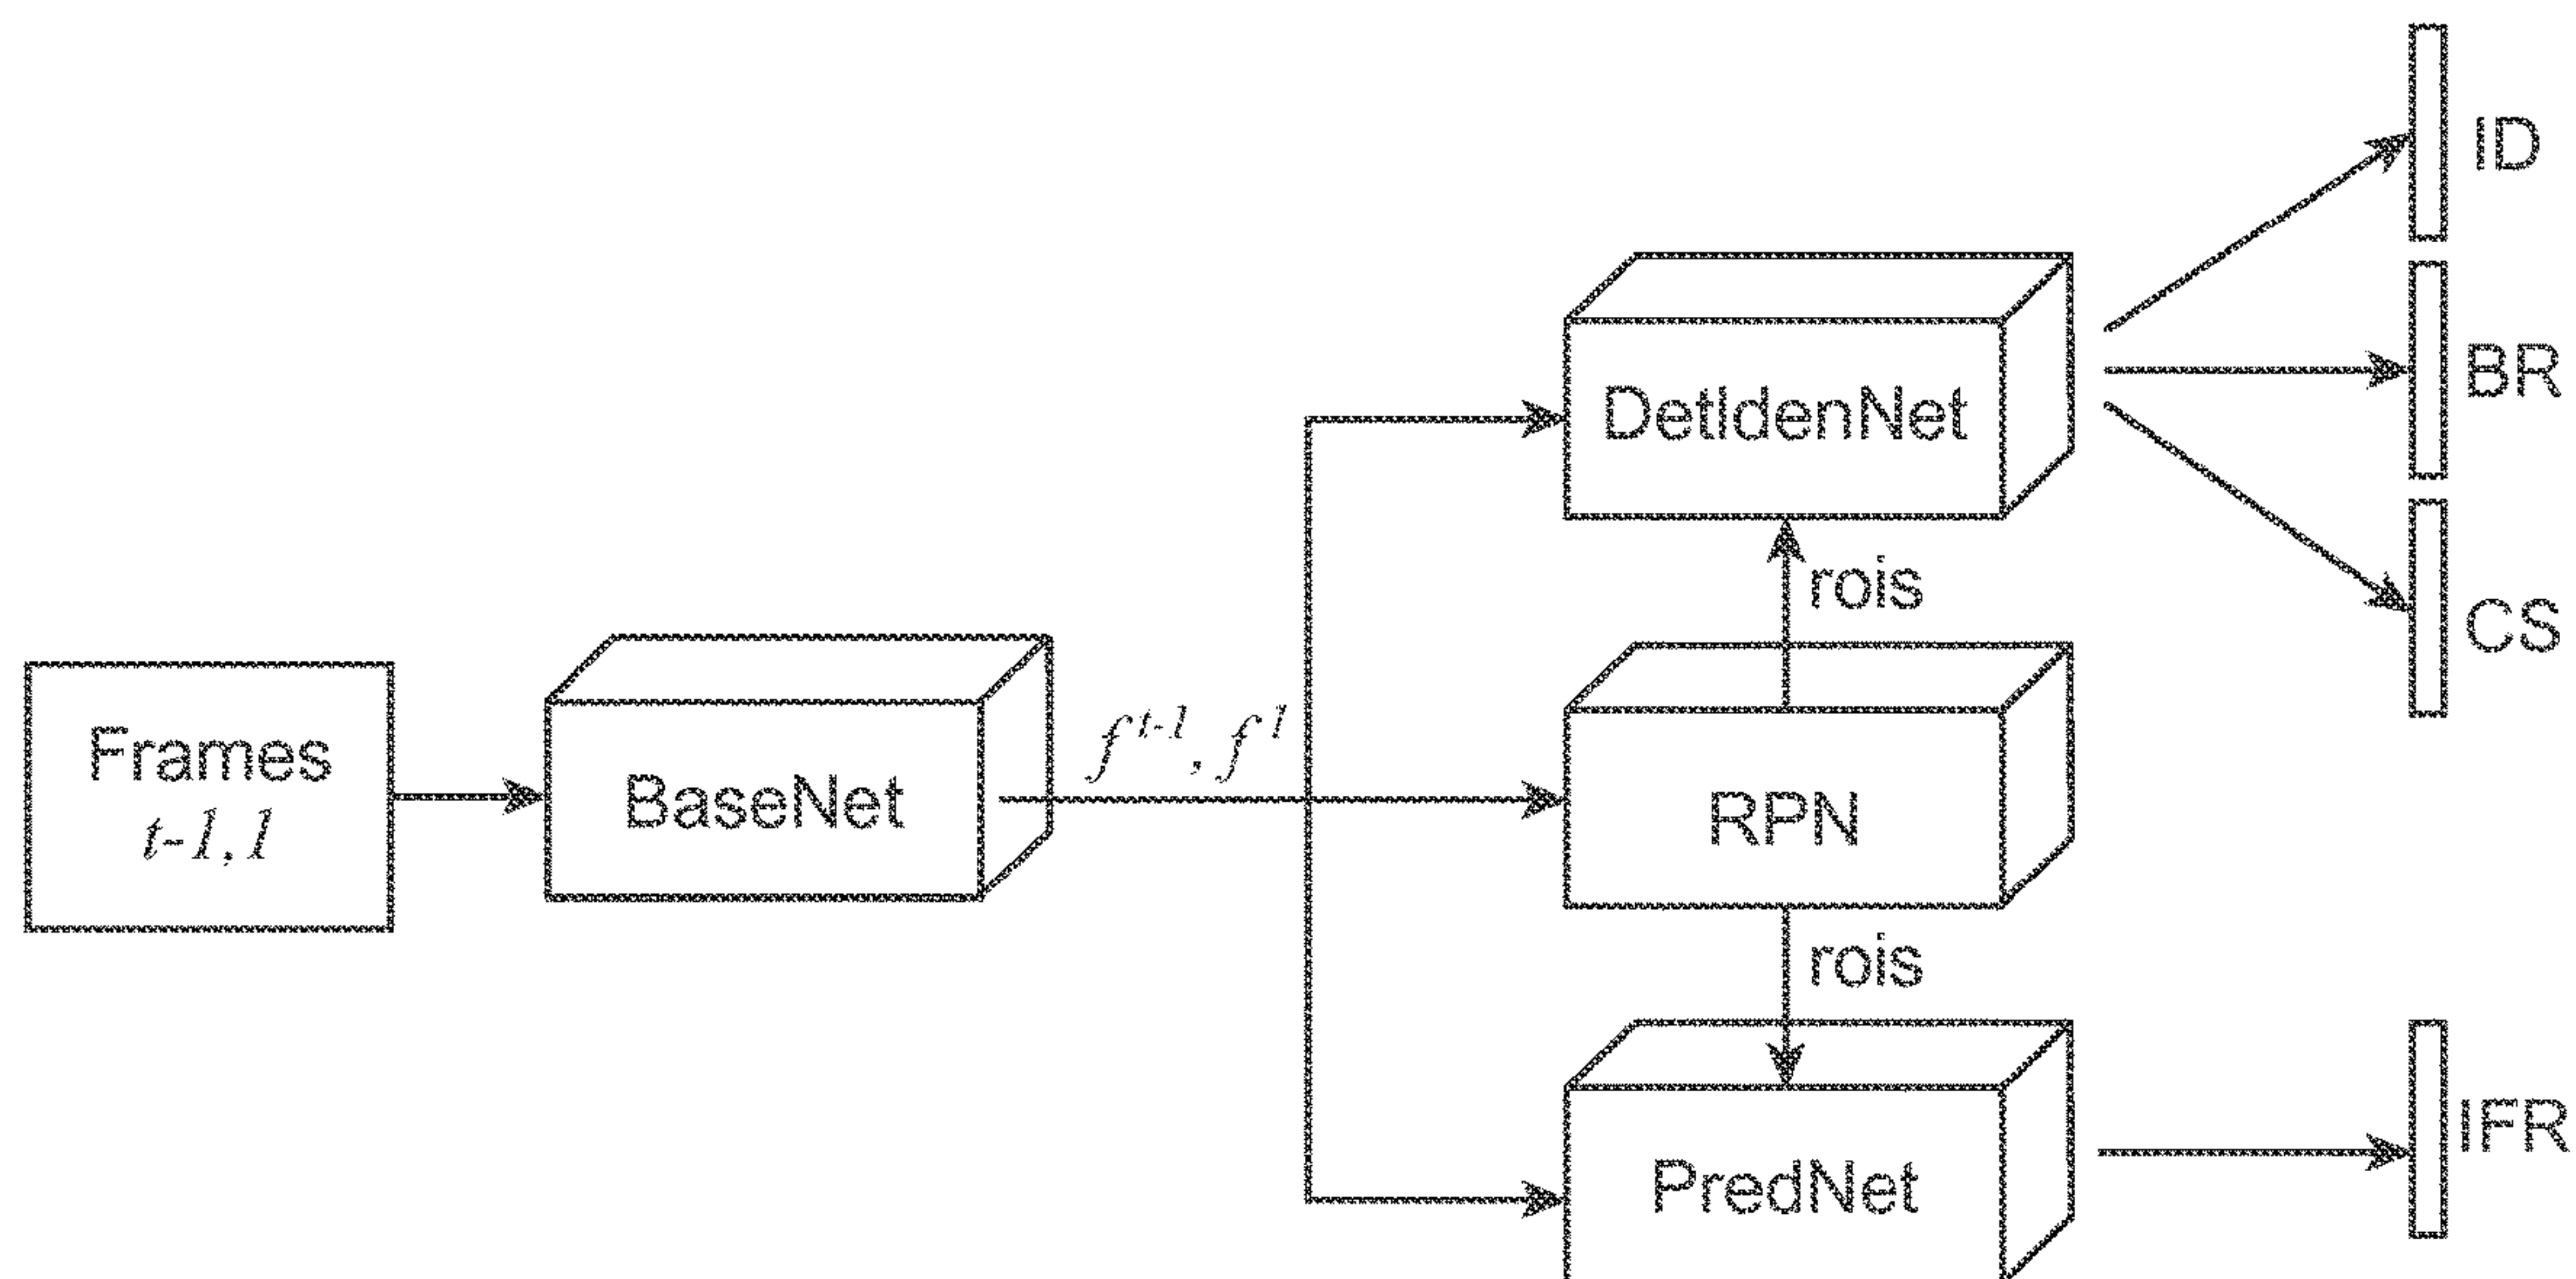 Frames
t-1,1
BaseNet
f t-1, f 1
DetIdenNet
rois
RPN
rois
PredNet
ID
BR
CS
IFR